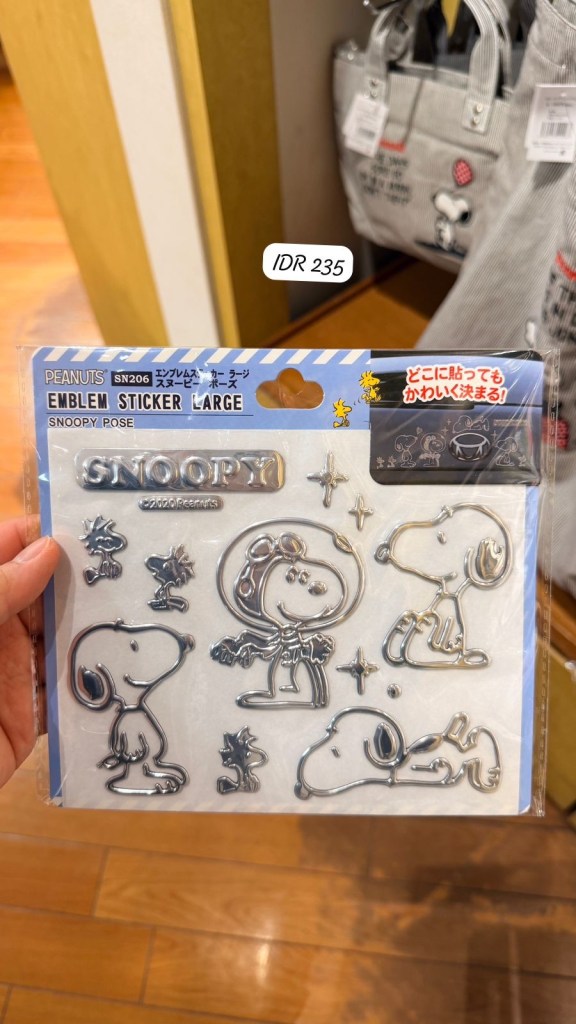 IDR 235
PEANUTS
SN206
エンブレムステッカー ラージ
スヌーピー ポーズ
EMBLEM STICKER LARGE
SNOOPY POSE
どこに貼っても
かわいく決まる!
SNOOPY
©2020 Peanuts